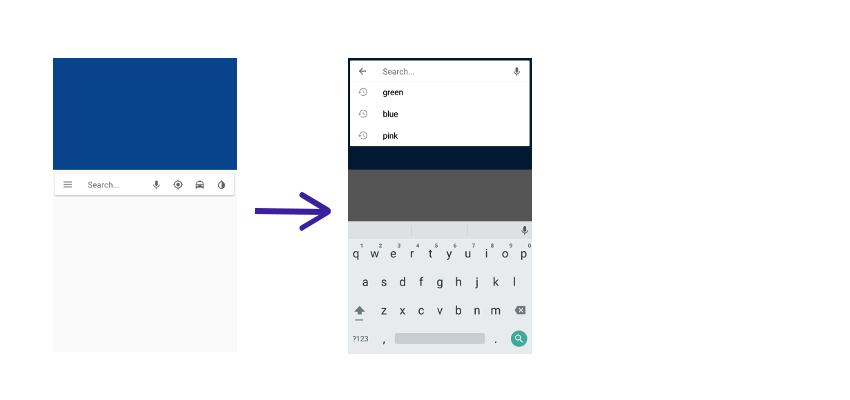 Search...
Search...
green
blue
pink
1 2 3 4 5 6 7 8 9 0
q w e r t y u i o p
a s d f g h j k l
z x c v b n m
?123 , .